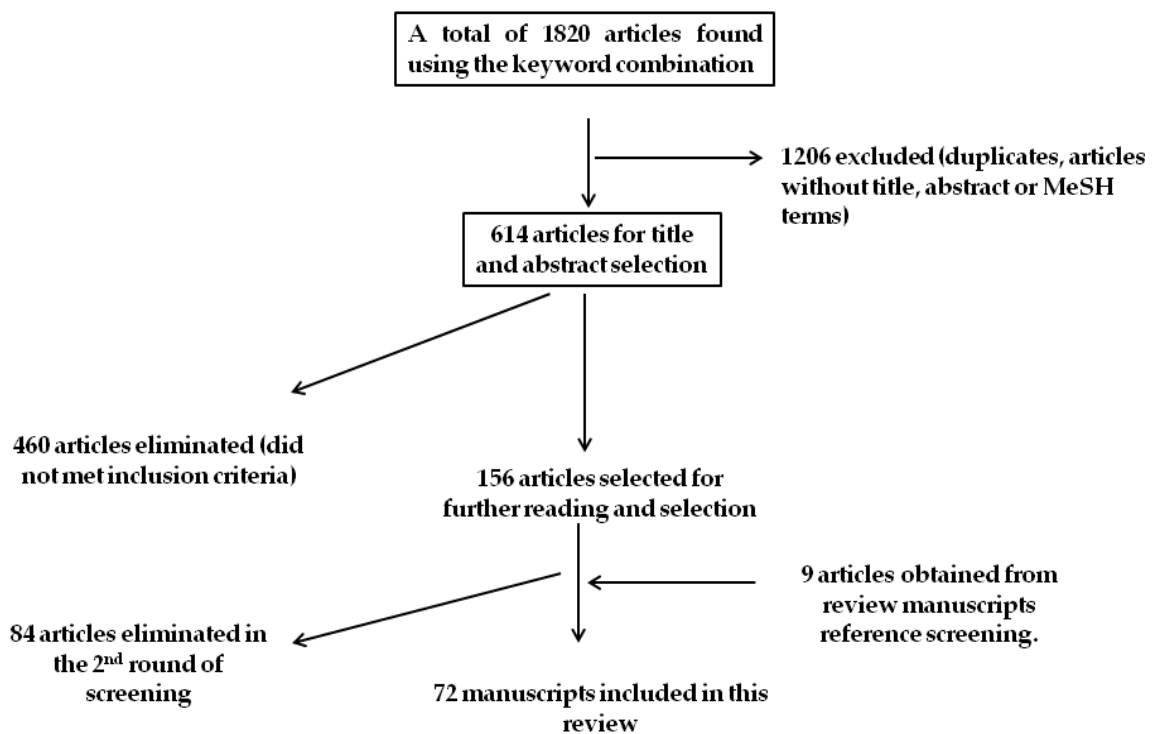 A total of 1820 articles found
using the keyword combination
1206 excluded (duplicates, articles
without title, abstract or MeSH
terms)
614 articles for title
and abstract selection
460 articles eliminated (did
not met inclusion criteria)
156 articles selected for
further reading and selection
9 articles obtained from
review manuscripts
reference screening.
84 articles eliminated in
the 2nd round of
screening
72 manuscripts included in this
review